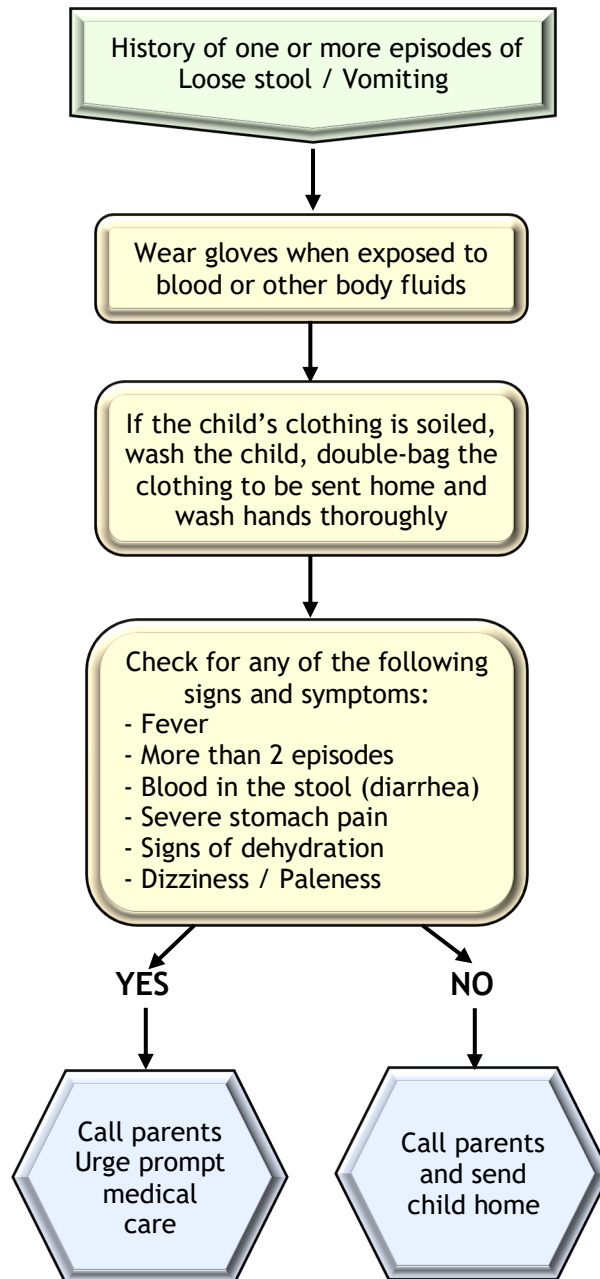 History of one or more episodes of
Loose stool / Vomiting
Wear gloves when exposed to
blood or other body fluids
If the child’s clothing is soiled,
wash the child, double-bag the
clothing to be sent home and
wash hands thoroughly
Check for any of the following
signs and symptoms:
- Fever
- More than 2 episodes
- Blood in the stool (diarrhea)
- Severe stomach pain
- Signs of dehydration
- Dizziness / Paleness
YES
NO
Call parents
Urge prompt
medical
care
Call parents
and send
child home